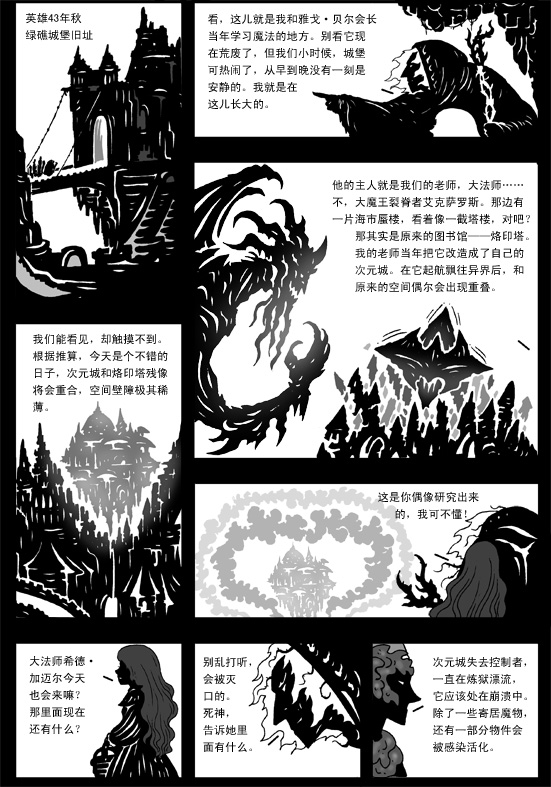 英雄43年秋
绿礁城堡旧址
看，这儿就是我和雅戈·贝尔会长
当年学习魔法的地方。别看它现
在荒废了，但我们小时候，城堡
可热闹了，从早到晚没有一刻是
安静的。我就是在
这儿长大的。
他的主人就是我们的老师，大法师……
不，大魔王裂脊者艾克萨罗斯。那边有
一片海市蜃楼，看着像一截塔楼，对吧？
那其实是原来的图书馆——烙印塔。
我的老师当年把它改造成了自己的
次元城。在它起航飘往异界后，和
原来的空间偶尔会出现重叠。
我们能看见，却触摸不到。
根据推算，今天是个不错的
日子，次元城和烙印塔残像
将会重合，空间壁障极其稀
薄。
这是你偶像研究出来
的，我可不懂！
大法师希德·
加迈尔今天
也会来嘛？
那里面现在
还有什么？
别乱打听，
会被灭
口的。
死神，
告诉她里
面有什么。
次元城失去控制者，
一直在炼狱漂流，
它应该处在崩溃中。
除了一些寄居魔物，
还有一部分物件会
被感染活化。